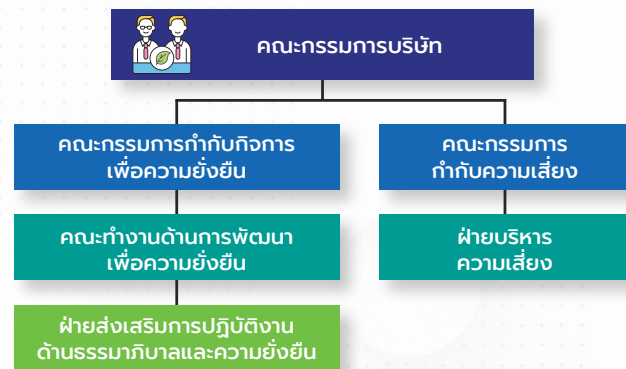 คณะกรรมการบริษัท
คณะกรรมการกำกับกิจการ
เพื่อความยั่งยืน
คณะกรรมการ
กำกับความเสี่ยง
คณะทำงานด้านการพัฒนา
เพื่อความยั่งยืน
ฝ่ายบริหาร
ความเสี่ยง
ฝ่ายส่งเสริมการปฏิบัติงาน
ด้านธรรมาภิบาลและความยั่งยืน